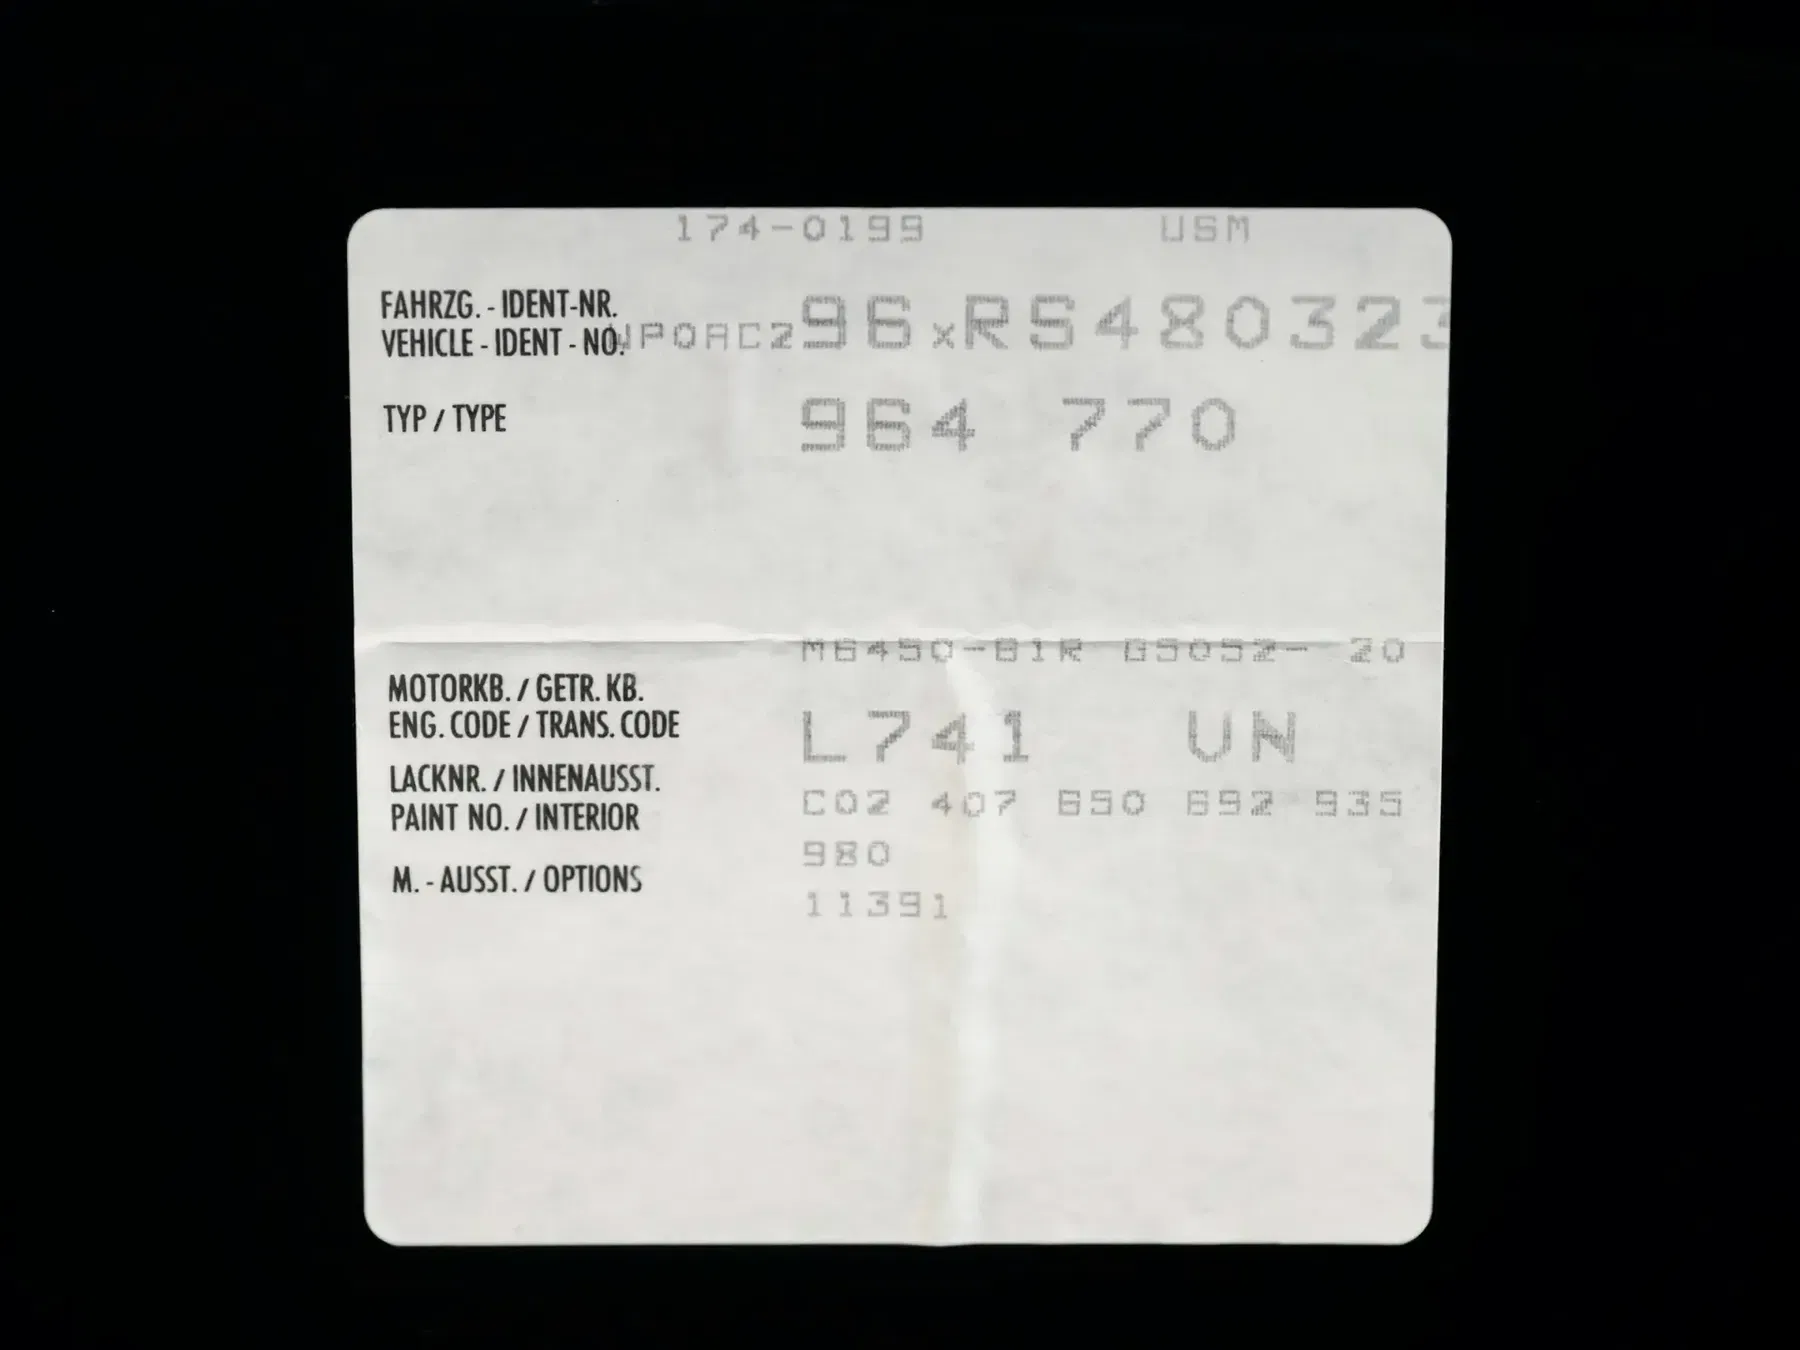 174-0199 USM
FAHRZG. - IDENT-NR.
VEHICLE - IDENT - NO. WP0AC296xRS480323
TYP / TYPE 964 770
M6450-61R G5052- 20
MOTORKB. / GETR. KB.
ENG. CODE / TRANS. CODE L741 UN
LACKNR. / INNENAUSST. C02 407 650 692 935
PAINT NO. / INTERIOR
980
M. - AUSST. / OPTIONS
11391